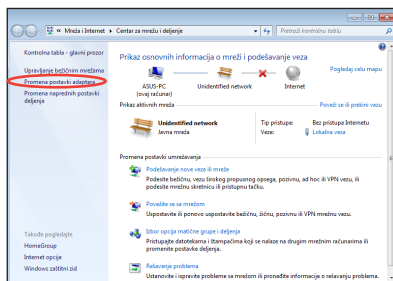 « Mreža i Internet ▸ Centar za mrežu i deljenje
Pretraži kontrolnu tablu
Kontrolna tabla - glavni prozor
Upravljanje bežičnim mrežama
Promena postavki adaptera
Promena naprednih postavki
deljenja
Takođe pogledajte
HomeGroup
Internet opcije
Windows zaštitni zid
Prikaz osnovnih informacija o mreži i podešavanje veza
Pogledaj celu mapu
ASUS-PC
(ovaj računar)
Unidentified network
Internet
Prikaz aktivnih mreža
Poveži se ili prekini vezu
Unidentified network
Javna mreža
Tip pristupe: Bez pristupa Internetu
Veze: Lokalna veza
Promena postavki umrežavanja
Podešavanje nove veze ili mreže
Podesite bežičnu, vezu širokog propusnog opsega, pozivnu, ad hoc ili VPN vezu, ili
podesite mrežnu skretnicu ili pristupnu tačku.
Povežite se sa mrežom
Uspostavite ili ponovo uspostavite bežičnu, žičnu, pozivnu ili VPN mrežnu vezu.
Izbor opcija matične grupe i deljenja
Pristupajte datotekama i štampačima koji se nalaze na drugim mrežnim računarima ili
promenite postavke deljenja.
Rešavanje problema
Ustanovite i ispravite probleme sa mrežom ili pronađite informacije o rešavanju problema.